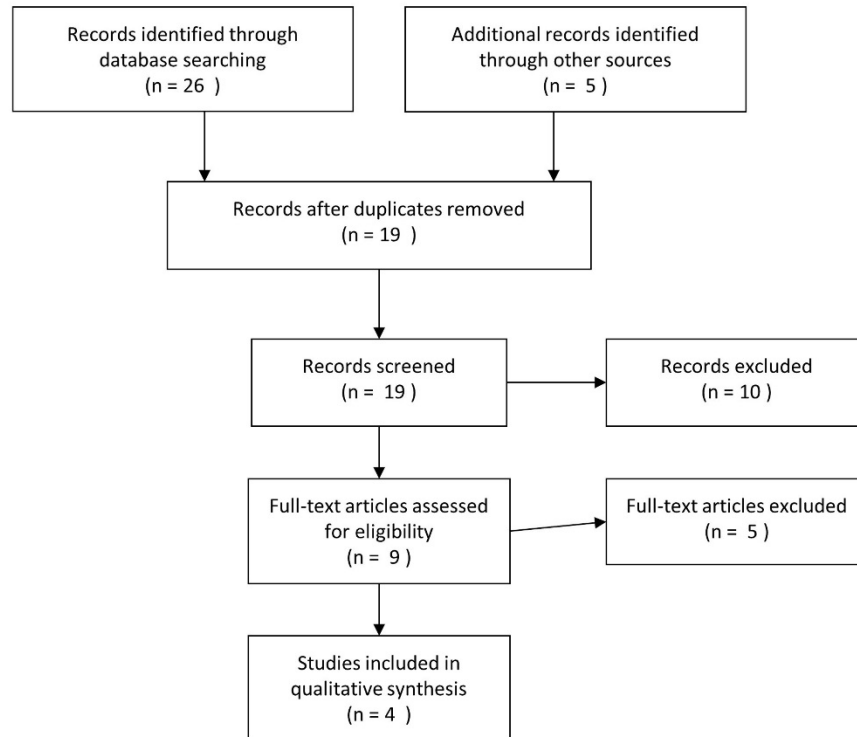 Records identified through
database searching
(n = 26 )
Additional records identified
through other sources
(n = 5 )
Records after duplicates removed
(n = 19 )
Records screened
(n = 19 )
Records excluded
(n = 10 )
Full-text articles assessed
for eligibility
(n = 9 )
Full-text articles excluded
(n = 5 )
Studies included in
qualitative synthesis
(n = 4 )